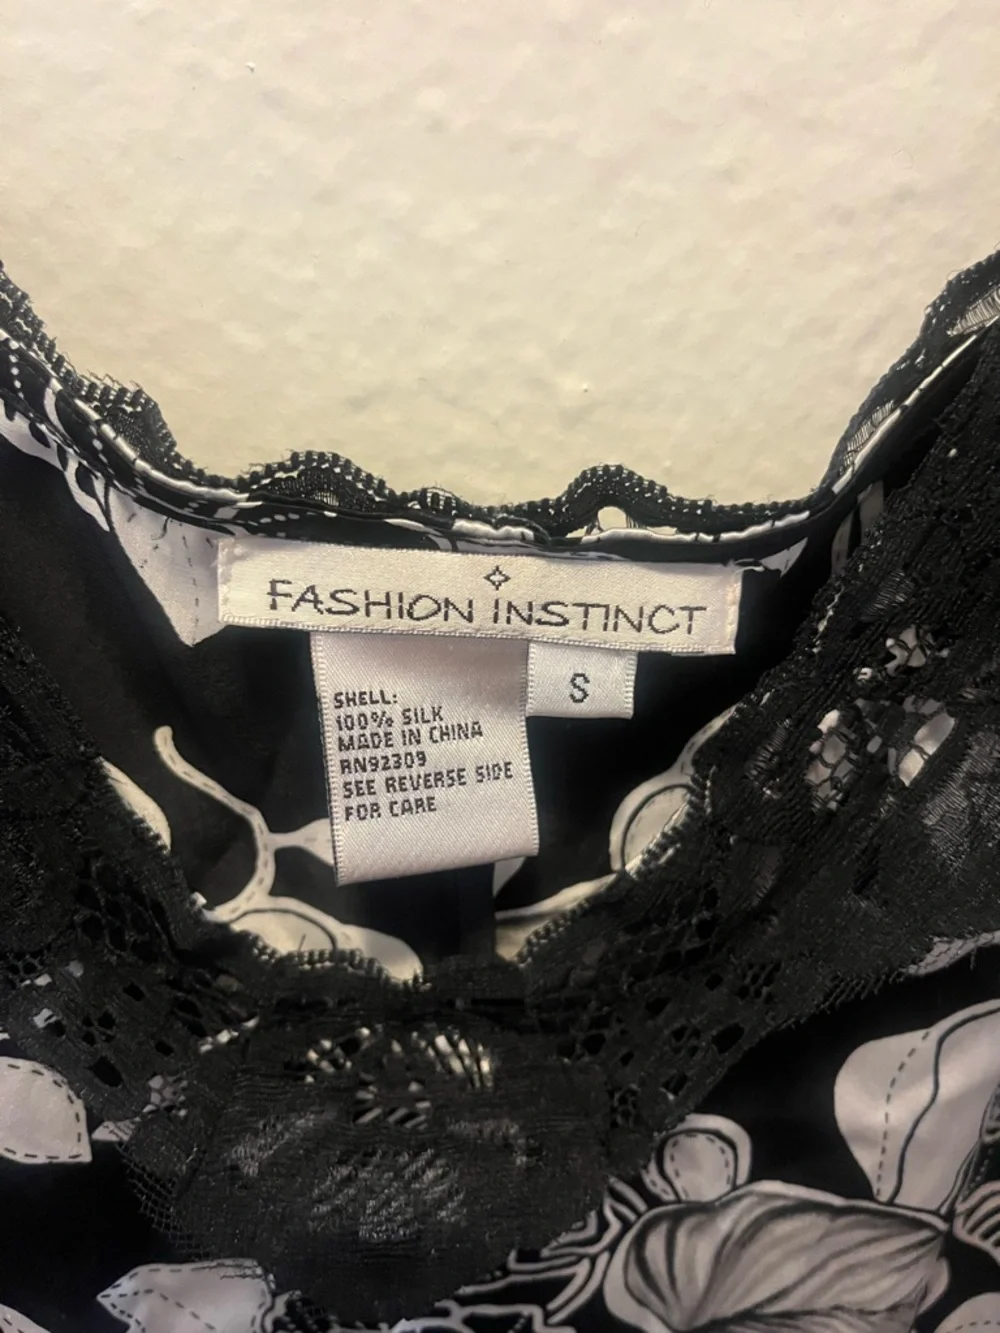 FASHION INSTINCT
S
SHELL:
100% SILK
MADE IN CHINA
RN92309
SEE REVERSE SIDE
FOR CARE